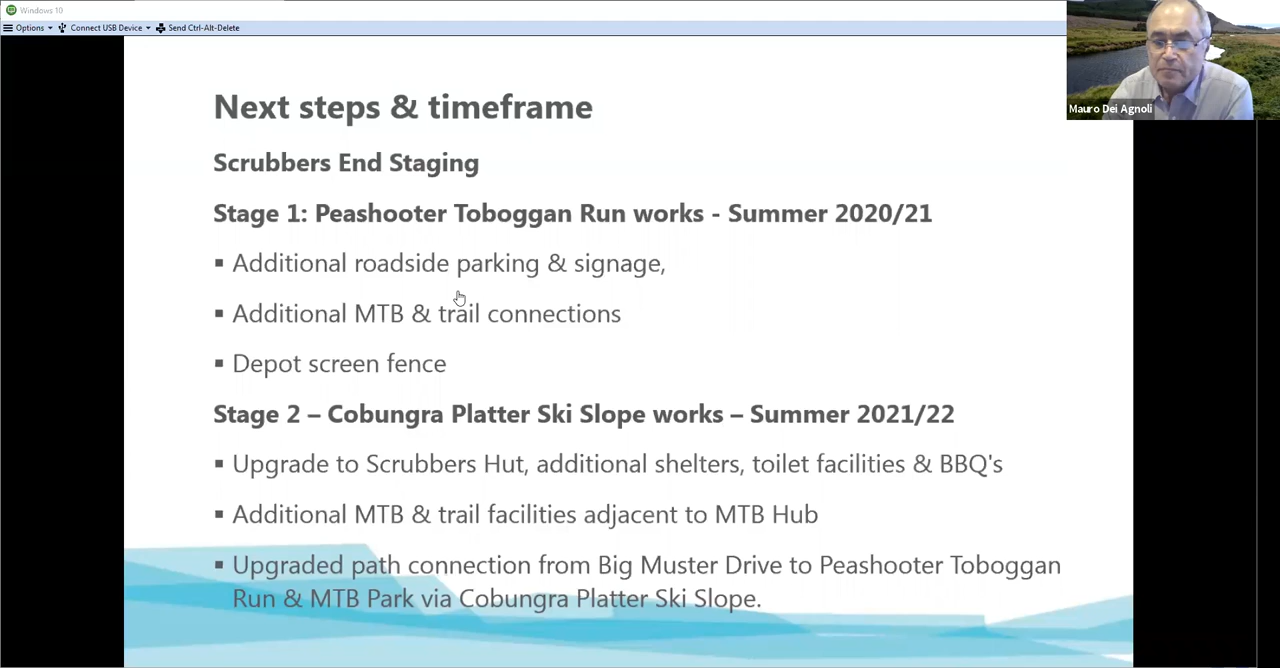 Windows 10
Options Connect USB Device Send Ctrl-Alt-Delete
Mauro Dei Agnoli
Next steps & timeframe
Scrubbers End Staging
Stage 1: Peashooter Toboggan Run works - Summer 2020/21
▪ Additional roadside parking & signage,
▪ Additional MTB & trail connections
▪ Depot screen fence
Stage 2 – Cobungra Platter Ski Slope works – Summer 2021/22
▪ Upgrade to Scrubbers Hut, additional shelters, toilet facilities & BBQ's
▪ Additional MTB & trail facilities adjacent to MTB Hub
▪ Upgraded path connection from Big Muster Drive to Peashooter Toboggan
Run & MTB Park via Cobungra Platter Ski Slope.